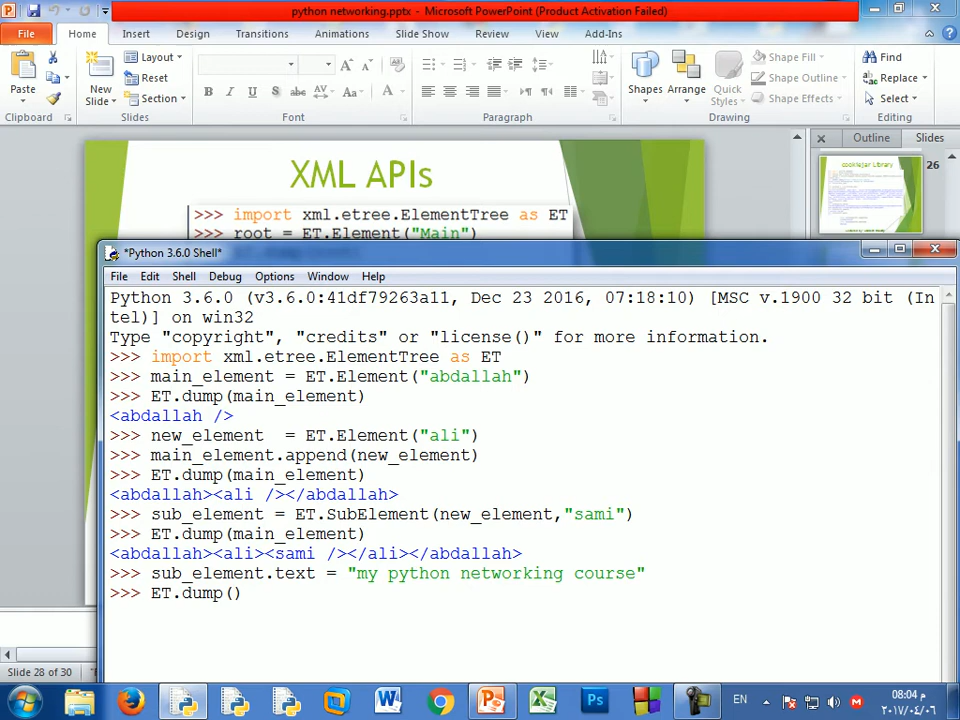 python networking.pptx - Microsoft PowerPoint (Product Activation Failed)
File Home Insert Design Transitions Animations Slide Show Review View Add-Ins
Paste
New Slide
Layout
Reset
Section
Shapes Arrange Quick Styles
Shape Fill
Shape Outline
Shape Effects
Find
Replace
Select
Clipboard Slides Font Paragraph Drawing Editing
Outline Slides
26
cookiejar Library
XML APIs
>>> import xml.etree.ElementTree as ET
>>> root = ET.Element("Main")
*Python 3.6.0 Shell*
File Edit Shell Debug Options Window Help
Python 3.6.0 (v3.6.0:41df79263a11, Dec 23 2016, 07:18:10) [MSC v.1900 32 bit (In
tel)] on win32
Type "copyright", "credits" or "license()" for more information.
>>> import xml.etree.ElementTree as ET
>>> main_element = ET.Element("abdallah")
>>> ET.dump(main_element)
<abdallah />
>>> new_element  = ET.Element("ali")
>>> main_element.append(new_element)
>>> ET.dump(main_element)
<abdallah><ali /></abdallah>
>>> sub_element = ET.SubElement(new_element,"sami")
>>> ET.dump(main_element)
<abdallah><ali><sami /></ali></abdallah>
>>> sub_element.text = "my python networking course"
>>> ET.dump()
Slide 28 of 30
EN
08:04 م
٢٠١٧/٠٤/٠٦